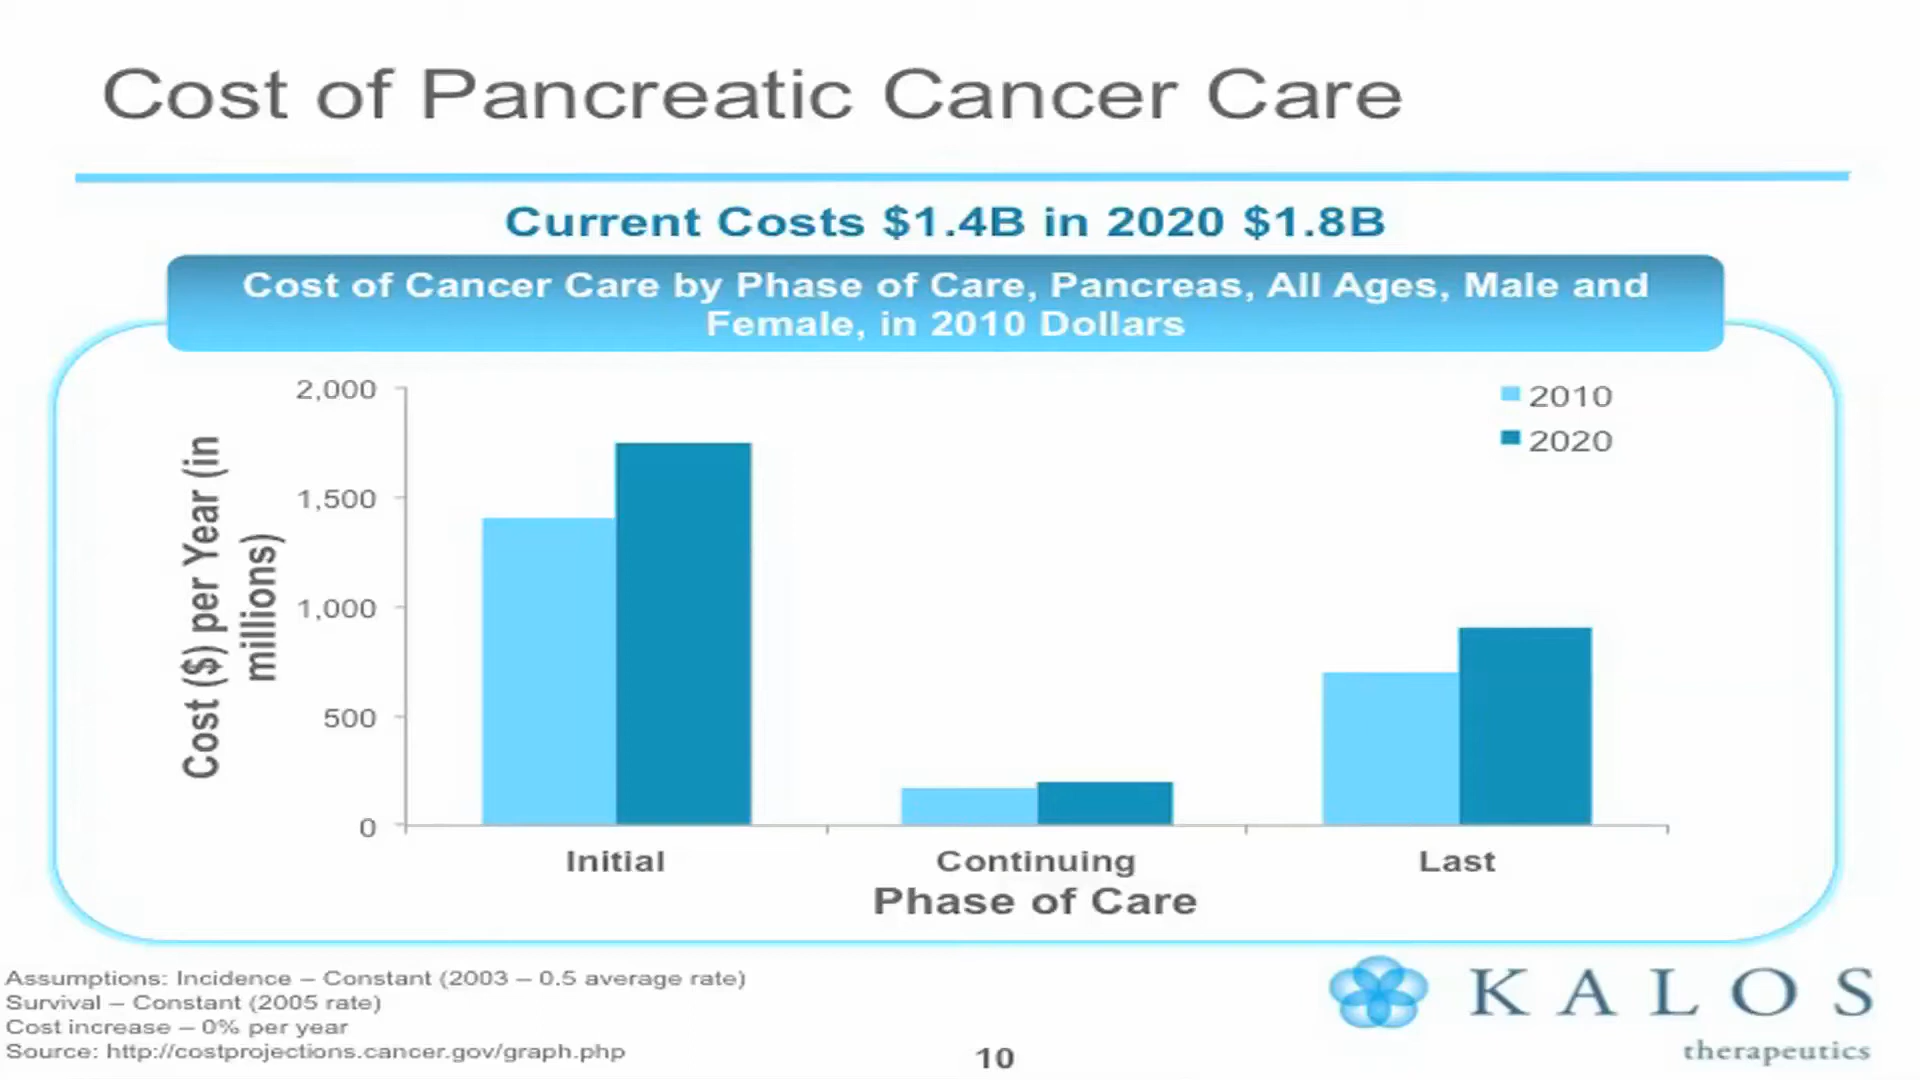 Cost of Pancreatic Cancer Care
Current Costs $1.4B in 2020 $1.8B
Cost of Cancer Care by Phase of Care, Pancreas, All Ages, Male and
Female, in 2010 Dollars
Cost ($) per Year (in
millions)
2,000
1,500
1,000
500
0
2010
2020
Initial
Continuing
Last
Phase of Care
Assumptions: Incidence – Constant (2003 – 0.5 average rate)
Survival – Constant (2005 rate)
Cost increase – 0% per year
Source: http://costprojections.cancer.gov/graph.php
10
KALOS
therapeutics